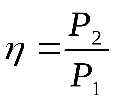 η = P₂/P₁